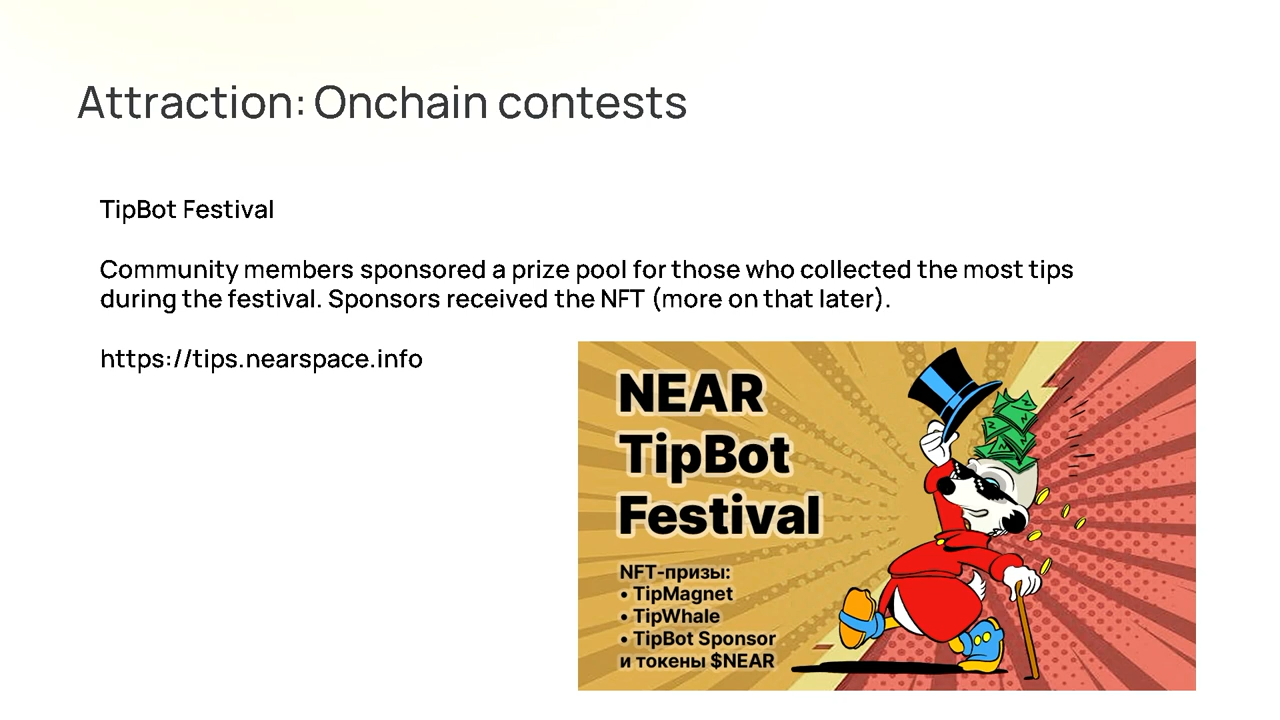 Attraction: Onchain contests
TipBot Festival
Community members sponsored a prize pool for those who collected the most tips
during the festival. Sponsors received the NFT (more on that later).
https://tips.nearspace.info
NEAR
TipBot
Festival
NFT-призы:
• TipMagnet
• TipWhale
• TipBot Sponsor
и токены $NEAR